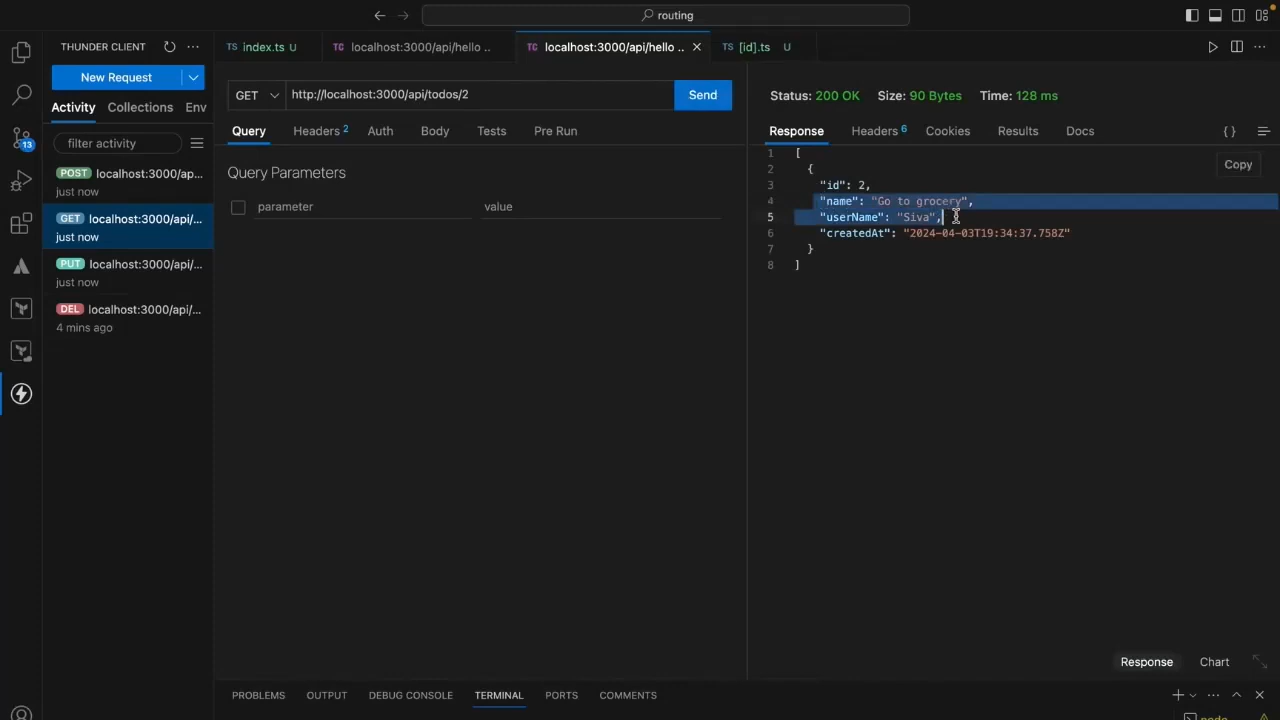 routing
THUNDER CLIENT
index.ts U
localhost:3000/api/hello ..
localhost:3000/api/hello ..
[id].ts U
New Request
Activity
Collections
Env
filter activity
POST localhost:3000/ap...
just now
GET localhost:3000/api/...
just now
PUT localhost:3000/api/...
just now
DEL localhost:3000/api/...
4 mins ago
13
GET
http://localhost:3000/api/todos/2
Send
Query
Headers 2
Auth
Body
Tests
Pre Run
Query Parameters
parameter
value
Status: 200 OK
Size: 90 Bytes
Time: 128 ms
Response
Headers 6
Cookies
Results
Docs
{ }
Copy
1 [
2 {
3 "id": 2,
4 "name": "Go to grocery",
5 "userName": "Siva",
6 "createdAt": "2024-04-03T19:34:37.758Z"
7 }
8 ]
Response
Chart
PROBLEMS
OUTPUT
DEBUG CONSOLE
TERMINAL
PORTS
COMMENTS
node